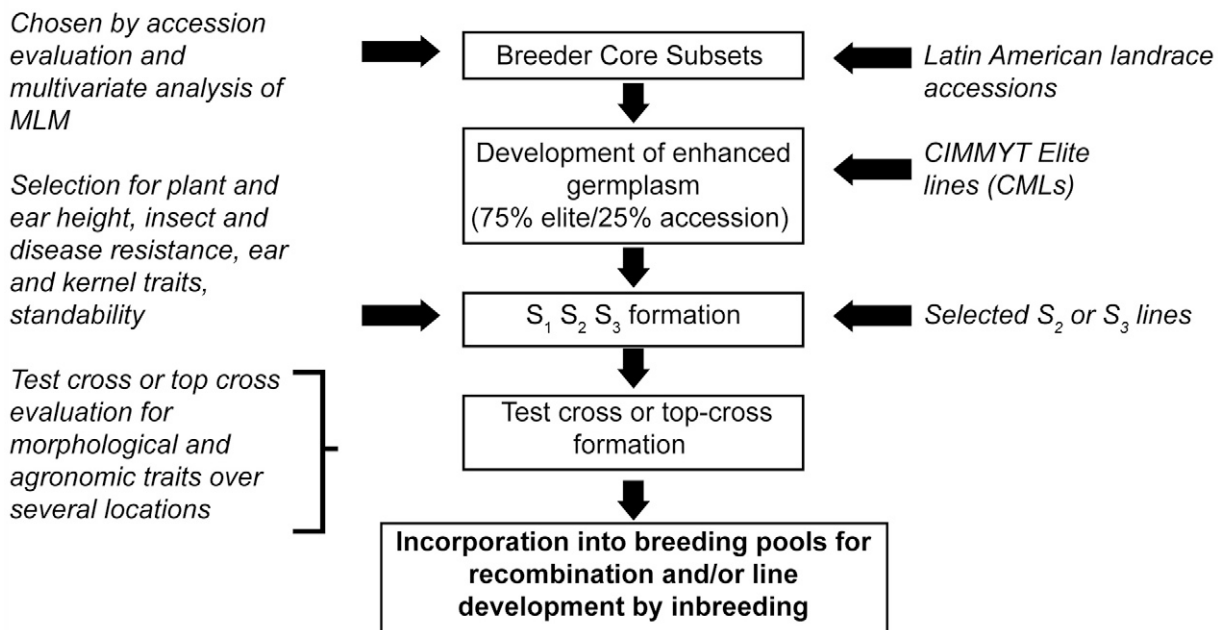 Chosen by accession
evaluation and
multivariate analysis of
MLM
Breeder Core Subsets
Latin American landrace
accessions
Development of enhanced
germplasm
(75% elite/25% accession)
CIMMYT Elite
lines (CMLs)
Selection for plant and
ear height, insect and
disease resistance, ear
and kernel traits,
standability
S₁ S₂ S₃ formation
Selected S₂ or S₃ lines
Test cross or top cross
evaluation for
morphological and
agronomic traits over
several locations
Test cross or top-cross
formation
Incorporation into breeding pools for
recombination and/or line
development by inbreeding